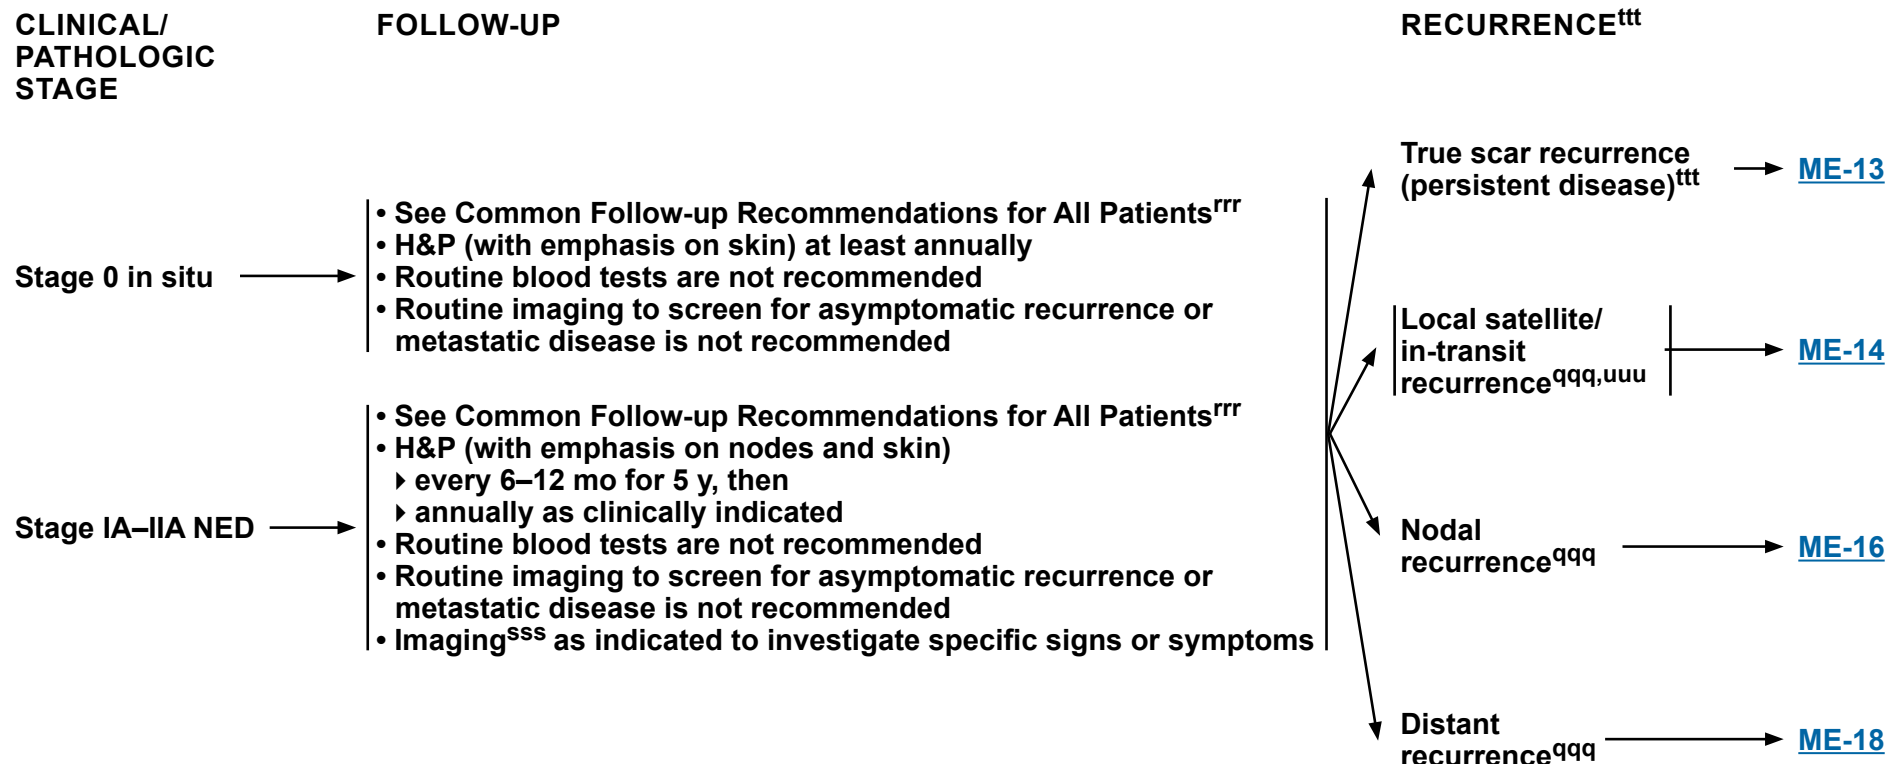 CLINICAL/
PATHOLOGIC
STAGE
FOLLOW-UP
RECURRENCEttt
Stage 0 in situ
• See Common Follow-up Recommendations for All Patientsrrr
• H&P (with emphasis on skin) at least annually
• Routine blood tests are not recommended
• Routine imaging to screen for asymptomatic recurrence or
metastatic disease is not recommended
Stage IA–IIA NED
• See Common Follow-up Recommendations for All Patientsrrr
• H&P (with emphasis on nodes and skin)
▸ every 6–12 mo for 5 y, then
▸ annually as clinically indicated
• Routine blood tests are not recommended
• Routine imaging to screen for asymptomatic recurrence or
metastatic disease is not recommended
• Imagingsss as indicated to investigate specific signs or symptoms
True scar recurrence
(persistent disease)ttt
ME-13
Local satellite/
in-transit
recurrenceqqq,uuu
ME-14
Nodal
recurrenceqqq
ME-16
Distant
recurrenceqqq
ME-18